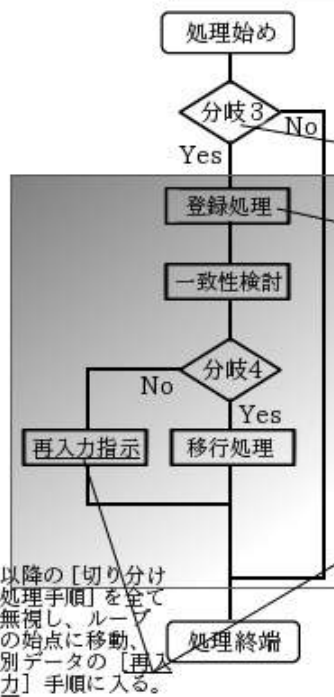 処理始め
分岐3
No
Yes
登録処理
一致性検討
分岐4
No
Yes
再入力指示
移行処理
以降の[切り分け
処理手順]を全て
無視し、ループ
の始点に移動、
別データの[再入
力]手順に入る。
処理終端